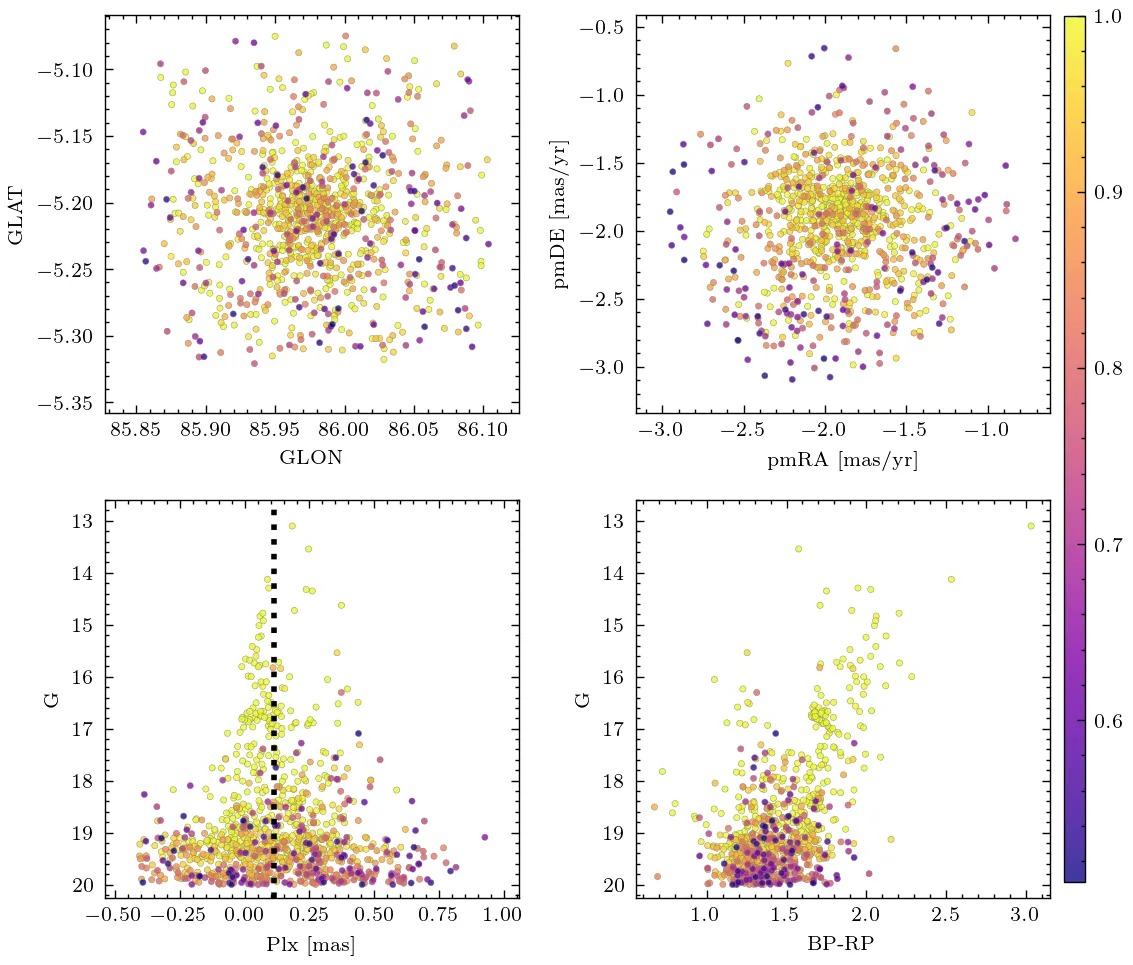 −5.10
−5.15
−5.20
−5.25
−5.30
−5.35
GLAT
85.85 85.90 85.95 86.00 86.05 86.10
GLON
−0.5
−1.0
−1.5
−2.0
−2.5
−3.0
pmDE [mas/yr]
−3.0 −2.5 −2.0 −1.5 −1.0
pmRA [mas/yr]
1.0
0.9
0.8
0.7
0.6
13
14
15
16
17
18
19
20
G
−0.50 −0.25 0.00 0.25 0.50 0.75 1.00
Plx [mas]
13
14
15
16
17
18
19
20
G
1.0 1.5 2.0 2.5 3.0
BP-RP